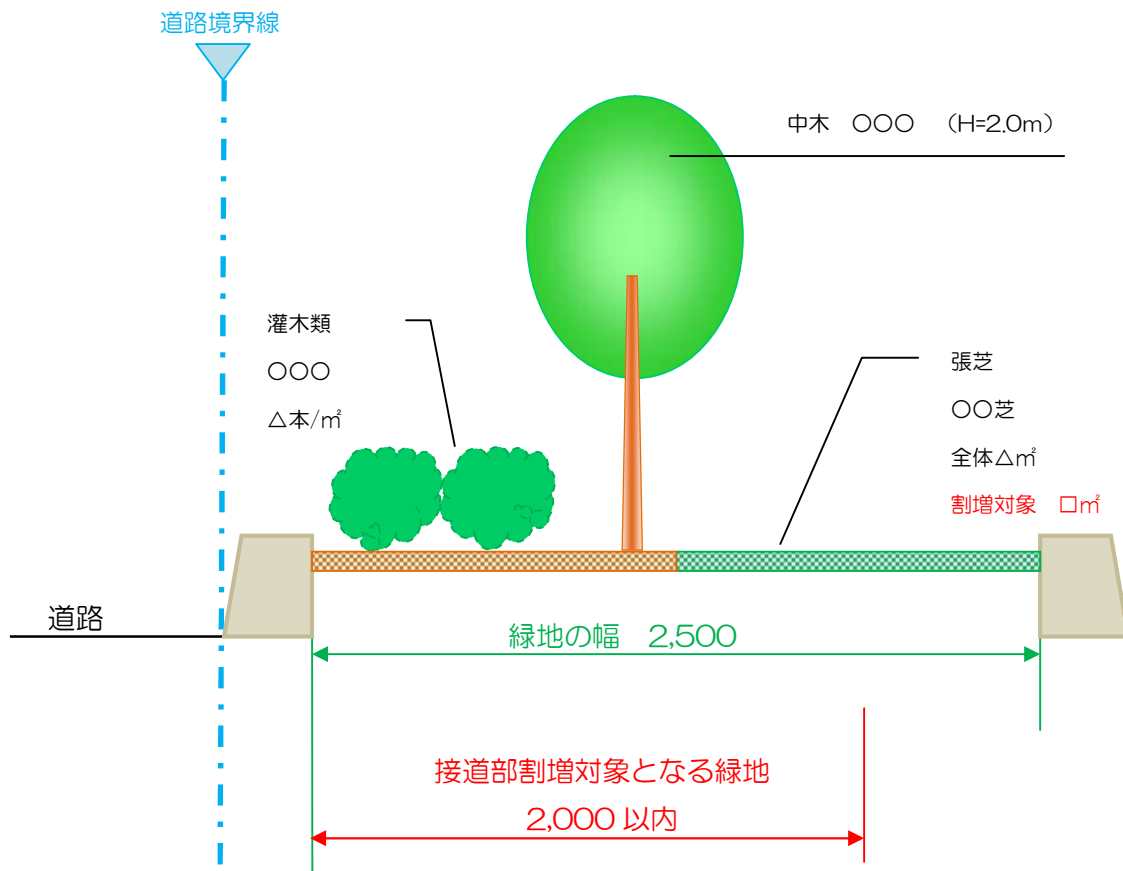 道路境界線
中木　○○○　（H=2.0m）
灌木類
○○○
△本/㎡
張芝
○○芝
全体△㎡
割増対象　□㎡
道路
緑地の幅　2,500
接道部割増対象となる緑地
2,000 以内